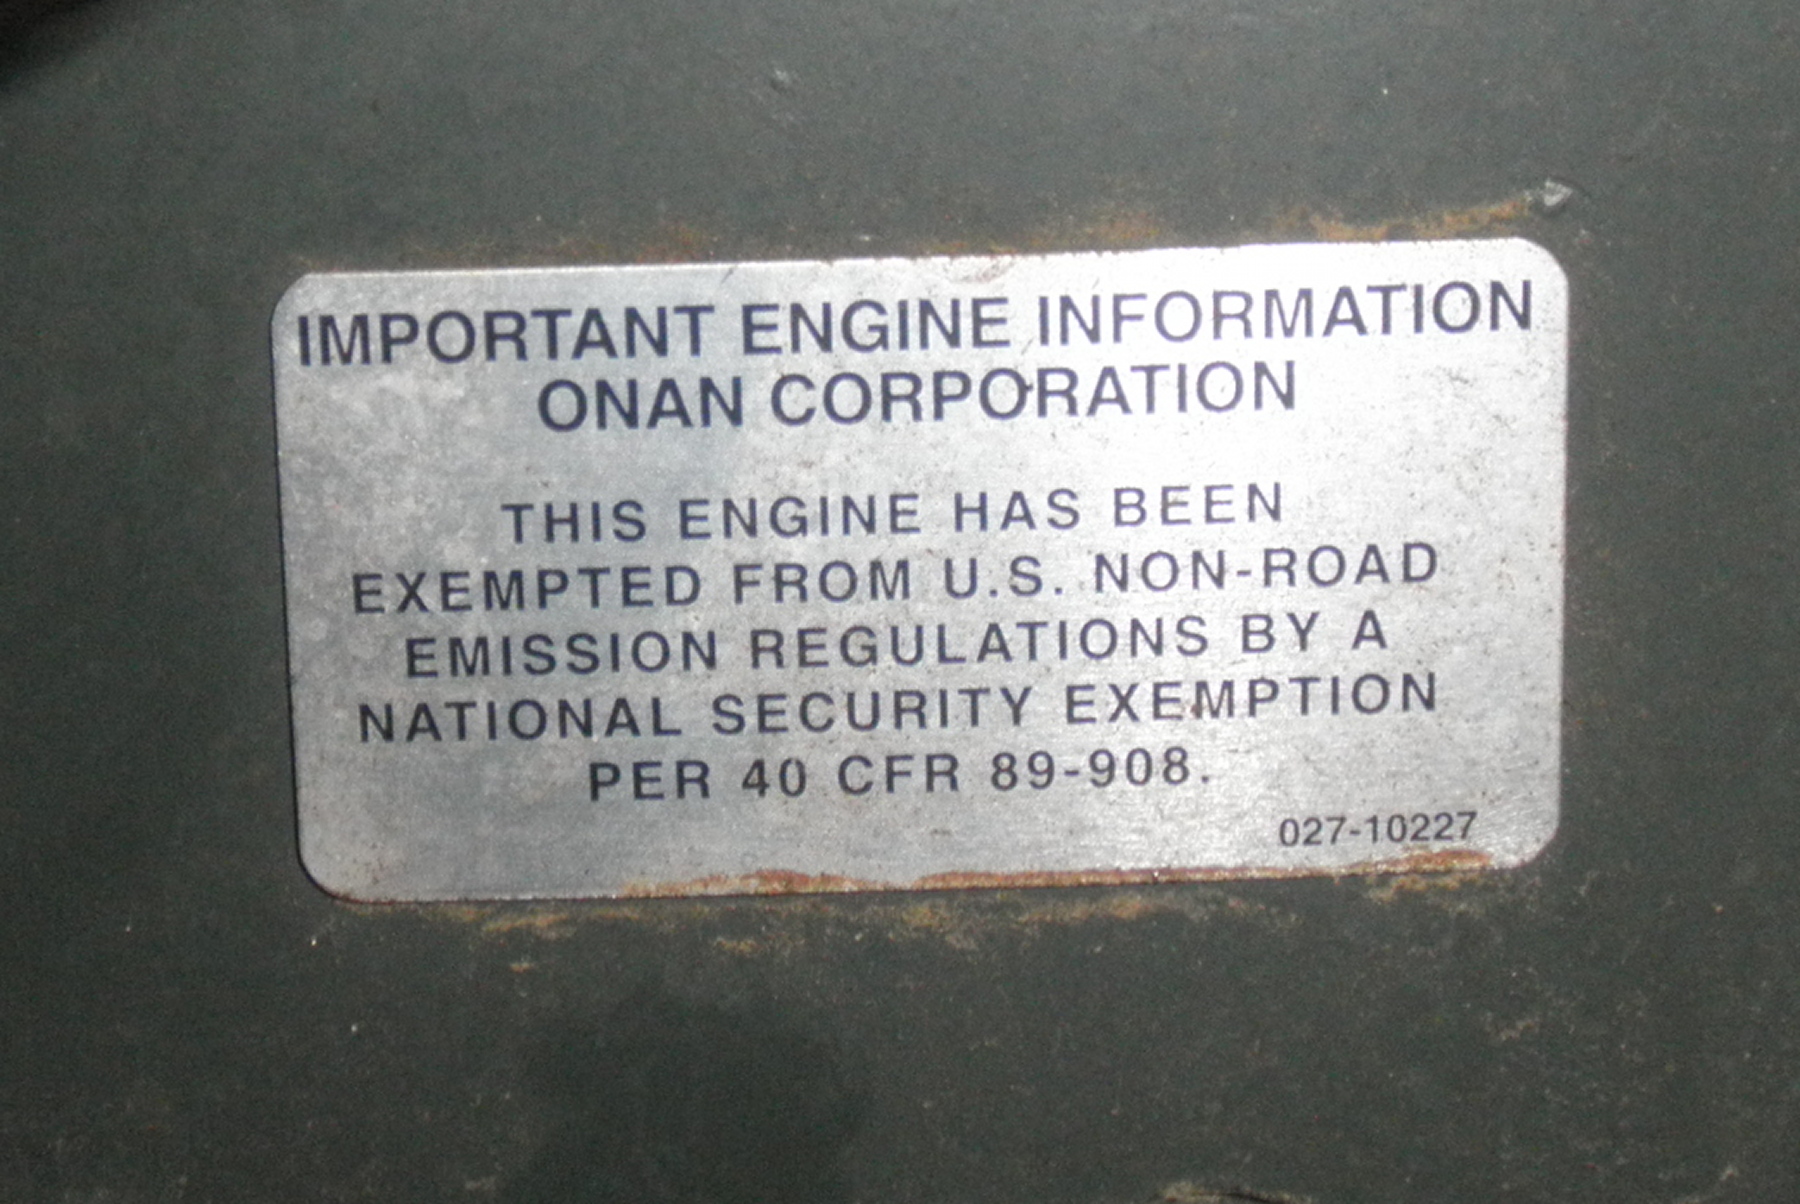 IMPORTANT ENGINE INFORMATION
ONAN CORPORATION
THIS ENGINE HAS BEEN
EXEMPTED FROM U.S. NON-ROAD
EMISSION REGULATIONS BY A
NATIONAL SECURITY EXEMPTION
PER 40 CFR 89-908.
027-10227